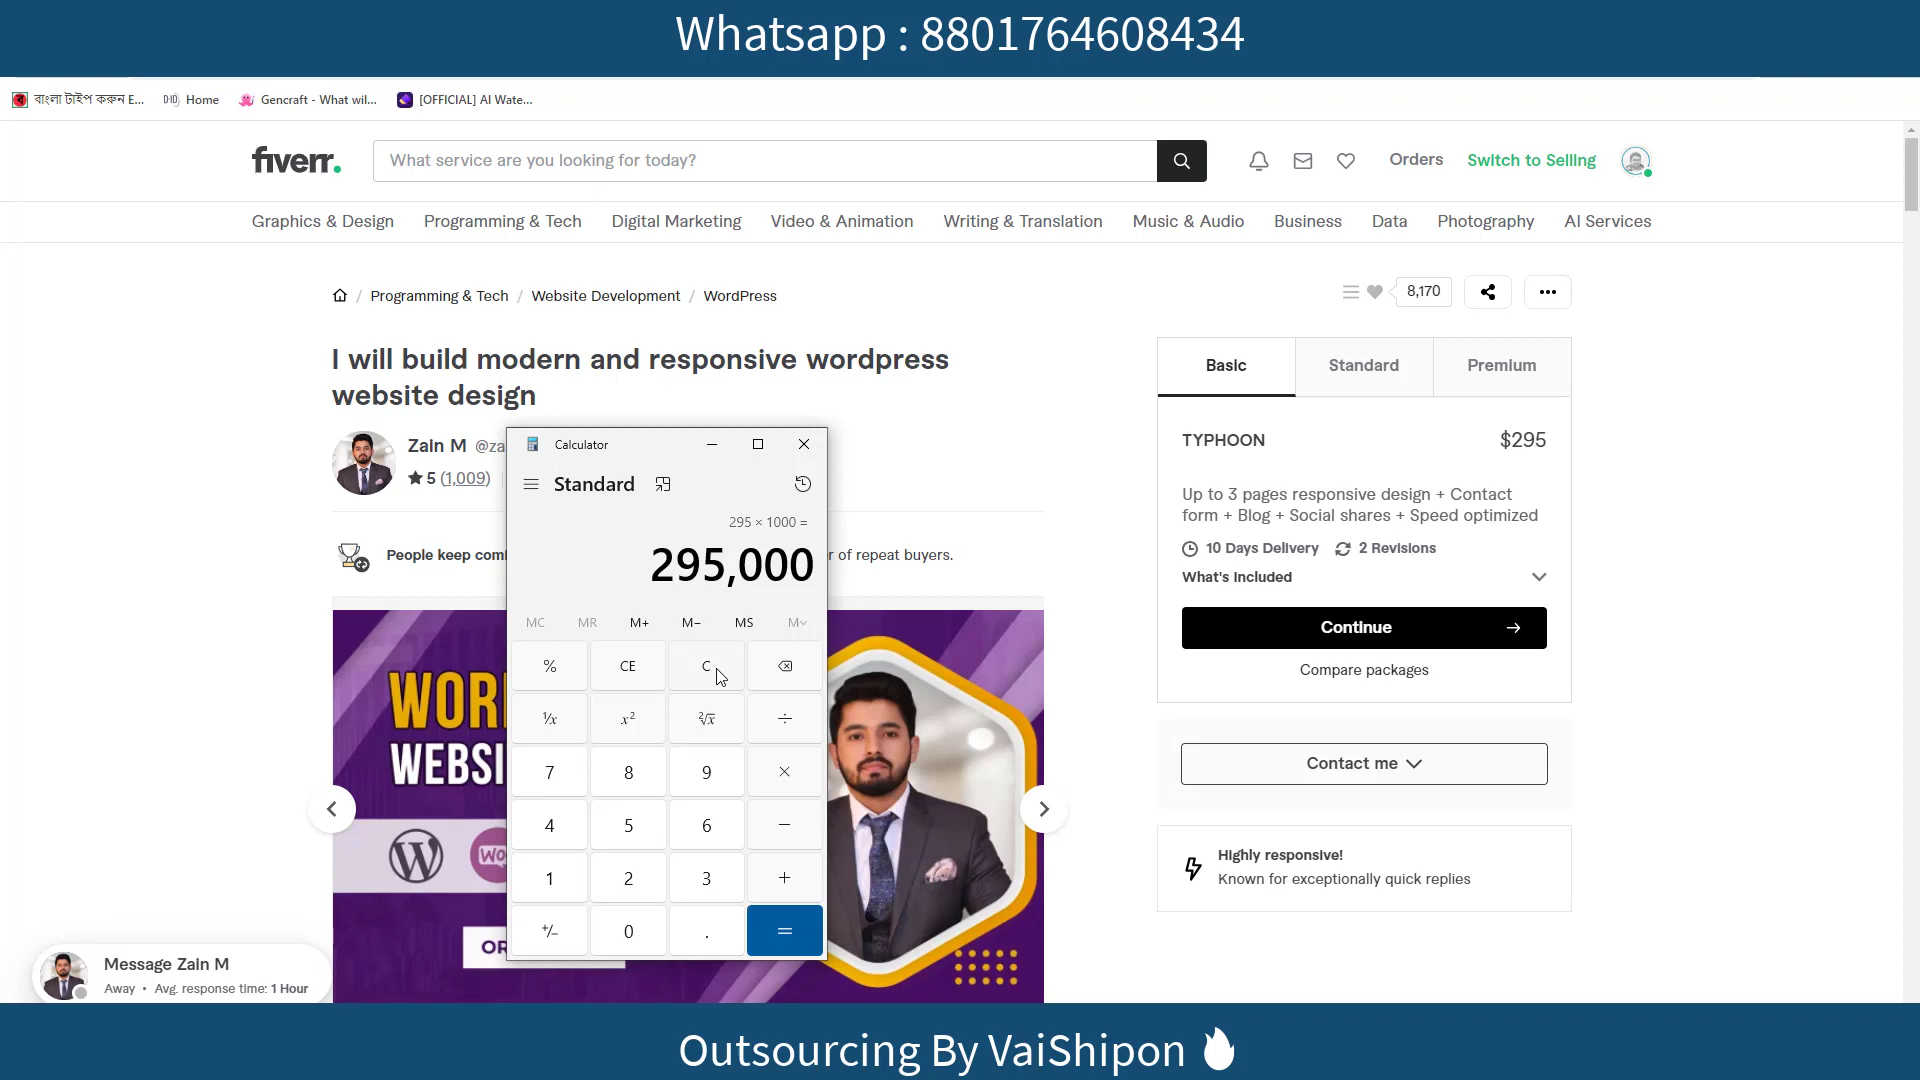 Whatsapp : 8801764608434
বাংলা টাইপ করুন E...
Home
Gencraft - What wil...
[OFFICIAL] AI Wate...
fiverr.
What service are you looking for today?
Orders
Switch to Selling
Graphics & Design
Programming & Tech
Digital Marketing
Video & Animation
Writing & Translation
Music & Audio
Business
Data
Photography
AI Services
/ Programming & Tech / Website Development / WordPress
8,170
I will build modern and responsive wordpress
website design
Zain M @za
5 (1,009)
People keep comi
r of repeat buyers.
Calculator
Standard
295 × 1000 =
295,000
MC MR M+ M− MS M
% CE C
¹/x x² ²√x ÷
7 8 9 ×
4 5 6 −
1 2 3 +
+/− 0 . =
WOR
WEBSI
WO
OR
Basic
Standard
Premium
TYPHOON
$295
Up to 3 pages responsive design + Contact
form + Blog + Social shares + Speed optimized
10 Days Delivery
2 Revisions
What's Included
Continue
Compare packages
Contact me
Highly responsive!
Known for exceptionally quick replies
Message Zain M
Away • Avg. response time: 1 Hour
Outsourcing By VaiShipon